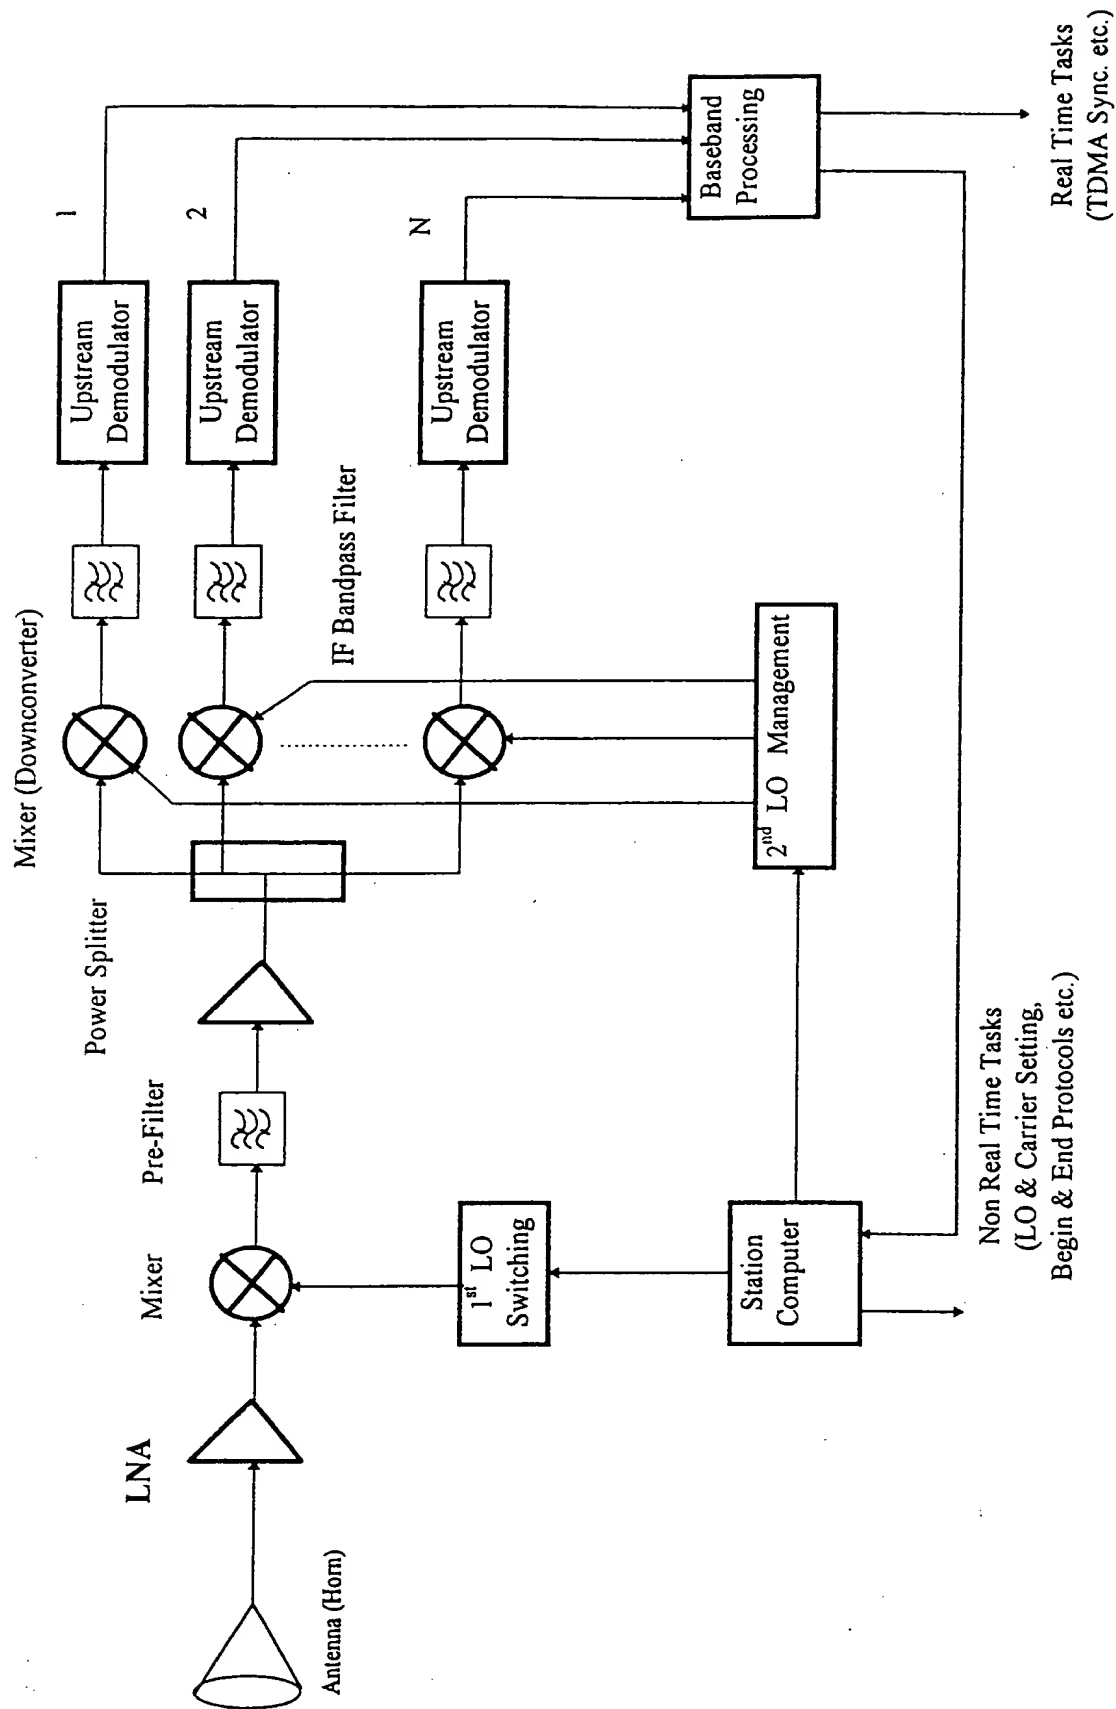 Mixer (Downconverter)
Power Splitter
Pre-Filter
Mixer
LNA
Antenna (Horn)
1
2
N
Upstream
Demodulator
Upstream
Demodulator
Upstream
Demodulator
IF Bandpass Filter
1st LO
Switching
2nd LO Management
Station
Computer
Baseband
Processing
Non Real Time Tasks
(LO & Carrier Setting,
Begin & End Protocols etc.)
Real Time Tasks
(TDMA Sync. etc.)